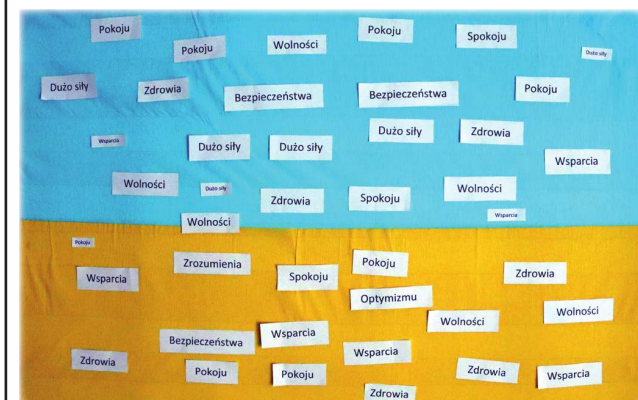 Pokoju
Pokoju
Wolności
Pokoju
Spokoju
Dużo siły
Dużo siły
Zdrowia
Bezpieczeństwa
Bezpieczeństwa
Pokoju
Wsparcia
Dużo siły
Dużo siły
Dużo siły
Zdrowia
Wsparcia
Wolności
Dużo siły
Zdrowia
Spokoju
Wolności
Wsparcia
Wolności
Pokoju
Wsparcia
Zrozumienia
Spokoju
Pokoju
Zdrowia
Optymizmu
Wolności
Wolności
Bezpieczeństwa
Wsparcia
Wsparcia
Zdrowia
Pokoju
Pokoju
Zdrowia
Wsparcia
Zdrowia